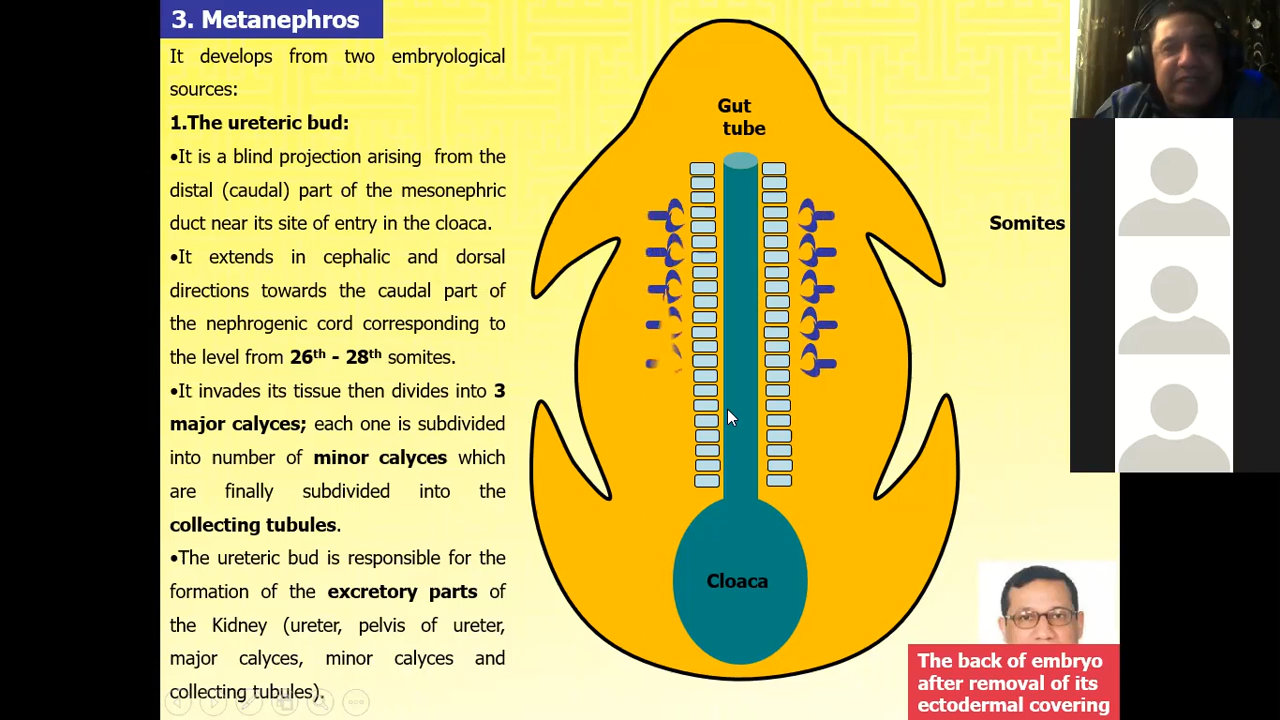 3. Metanephros
It develops from two embryological
sources:
1.The ureteric bud:
•It is a blind projection arising from the
distal (caudal) part of the mesonephric
duct near its site of entry in the cloaca.
•It extends in cephalic and dorsal
directions towards the caudal part of
the nephrogenic cord corresponding to
the level from 26th - 28th somites.
•It invades its tissue then divides into 3
major calyces; each one is subdivided
into number of minor calyces which
are finally subdivided into the
collecting tubules.
•The ureteric bud is responsible for the
formation of the excretory parts of
the Kidney (ureter, pelvis of ureter,
major calyces, minor calyces and
collecting tubules).
Gut
tube
Somites
Cloaca
The back of embryo
after removal of its
ectodermal covering